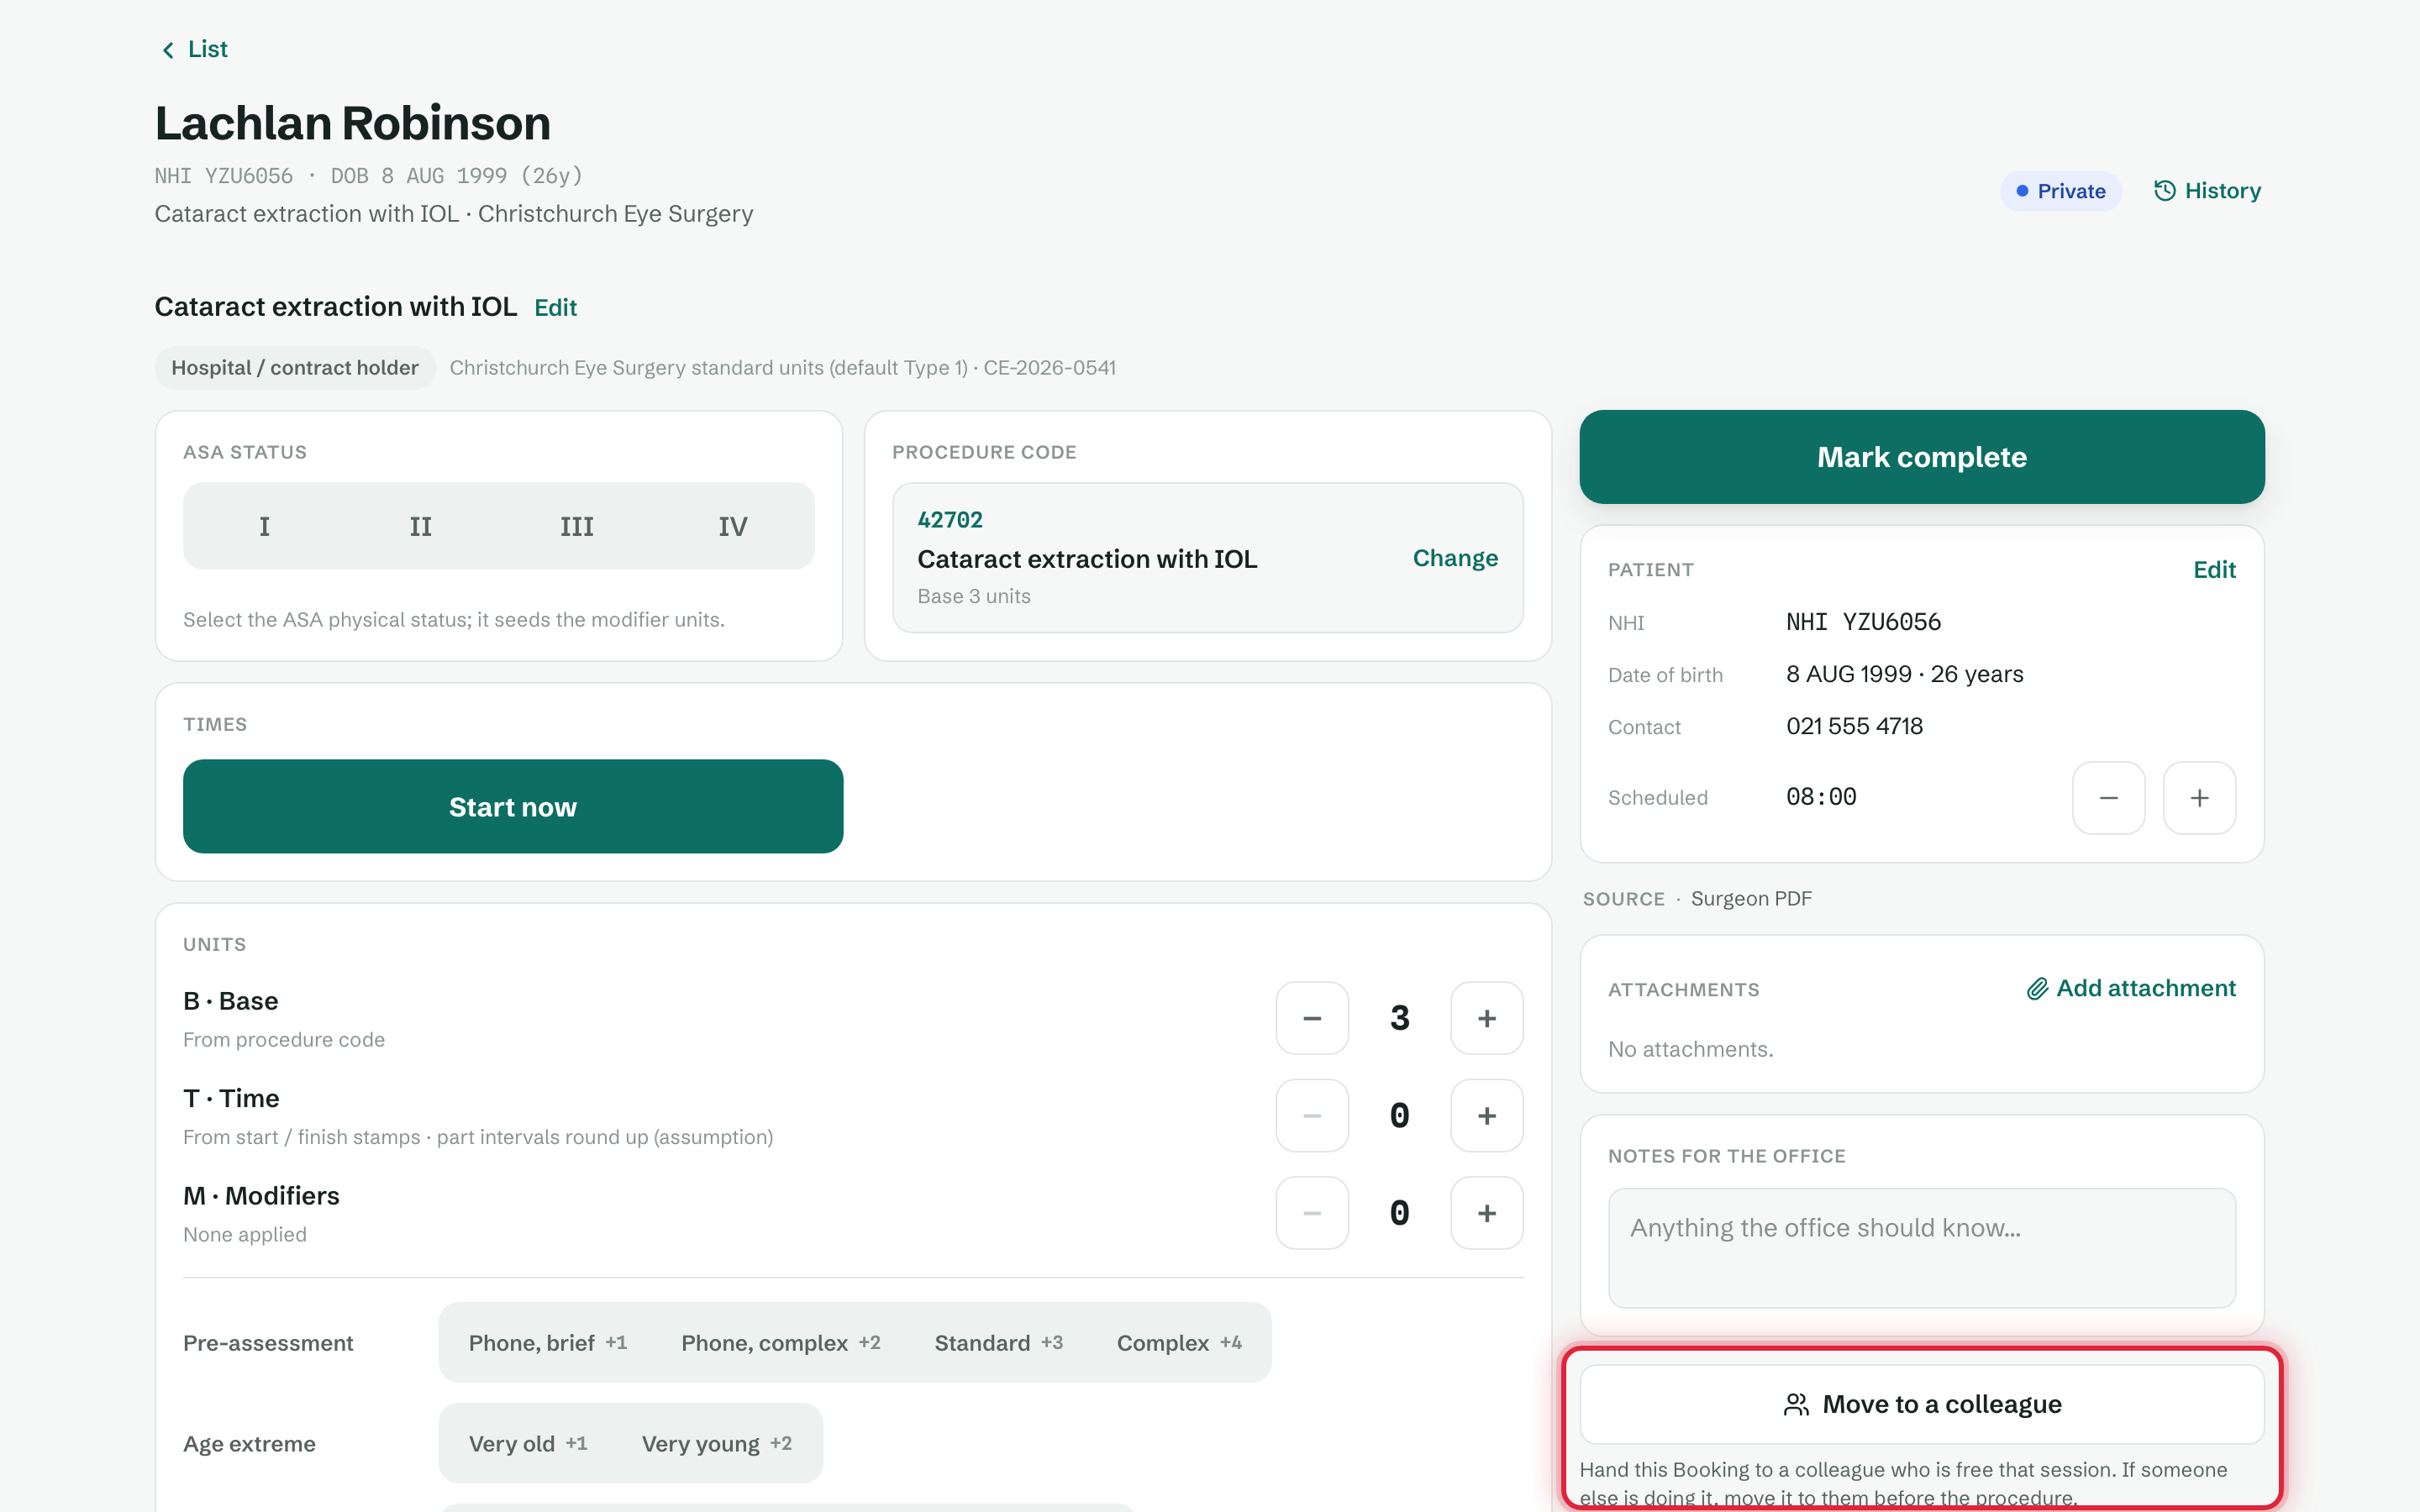 List
Lachlan Robinson
NHI YZU6056 · DOB 8 AUG 1999 (26y)
Cataract extraction with IOL · Christchurch Eye Surgery
Private
History
Cataract extraction with IOL Edit
Hospital / contract holder Christchurch Eye Surgery standard units (default Type 1) · CE-2026-0541
ASA STATUS
I II III IV
Select the ASA physical status; it seeds the modifier units.
PROCEDURE CODE
42702
Cataract extraction with IOL Change
Base 3 units
TIMES
Start now
UNITS
B · Base
From procedure code
− 3 +
T · Time
From start / finish stamps · part intervals round up (assumption)
− 0 +
M · Modifiers
None applied
− 0 +
Pre-assessment Phone, brief +1 Phone, complex +2 Standard +3 Complex +4
Age extreme Very old +1 Very young +2
Mark complete
PATIENT Edit
NHI NHI YZU6056
Date of birth 8 AUG 1999 · 26 years
Contact 021 555 4718
Scheduled 08:00 − +
SOURCE · Surgeon PDF
ATTACHMENTS Add attachment
No attachments.
NOTES FOR THE OFFICE
Anything the office should know...
Move to a colleague
Hand this Booking to a colleague who is free that session. If someone
else is doing it, move it to them before the procedure.